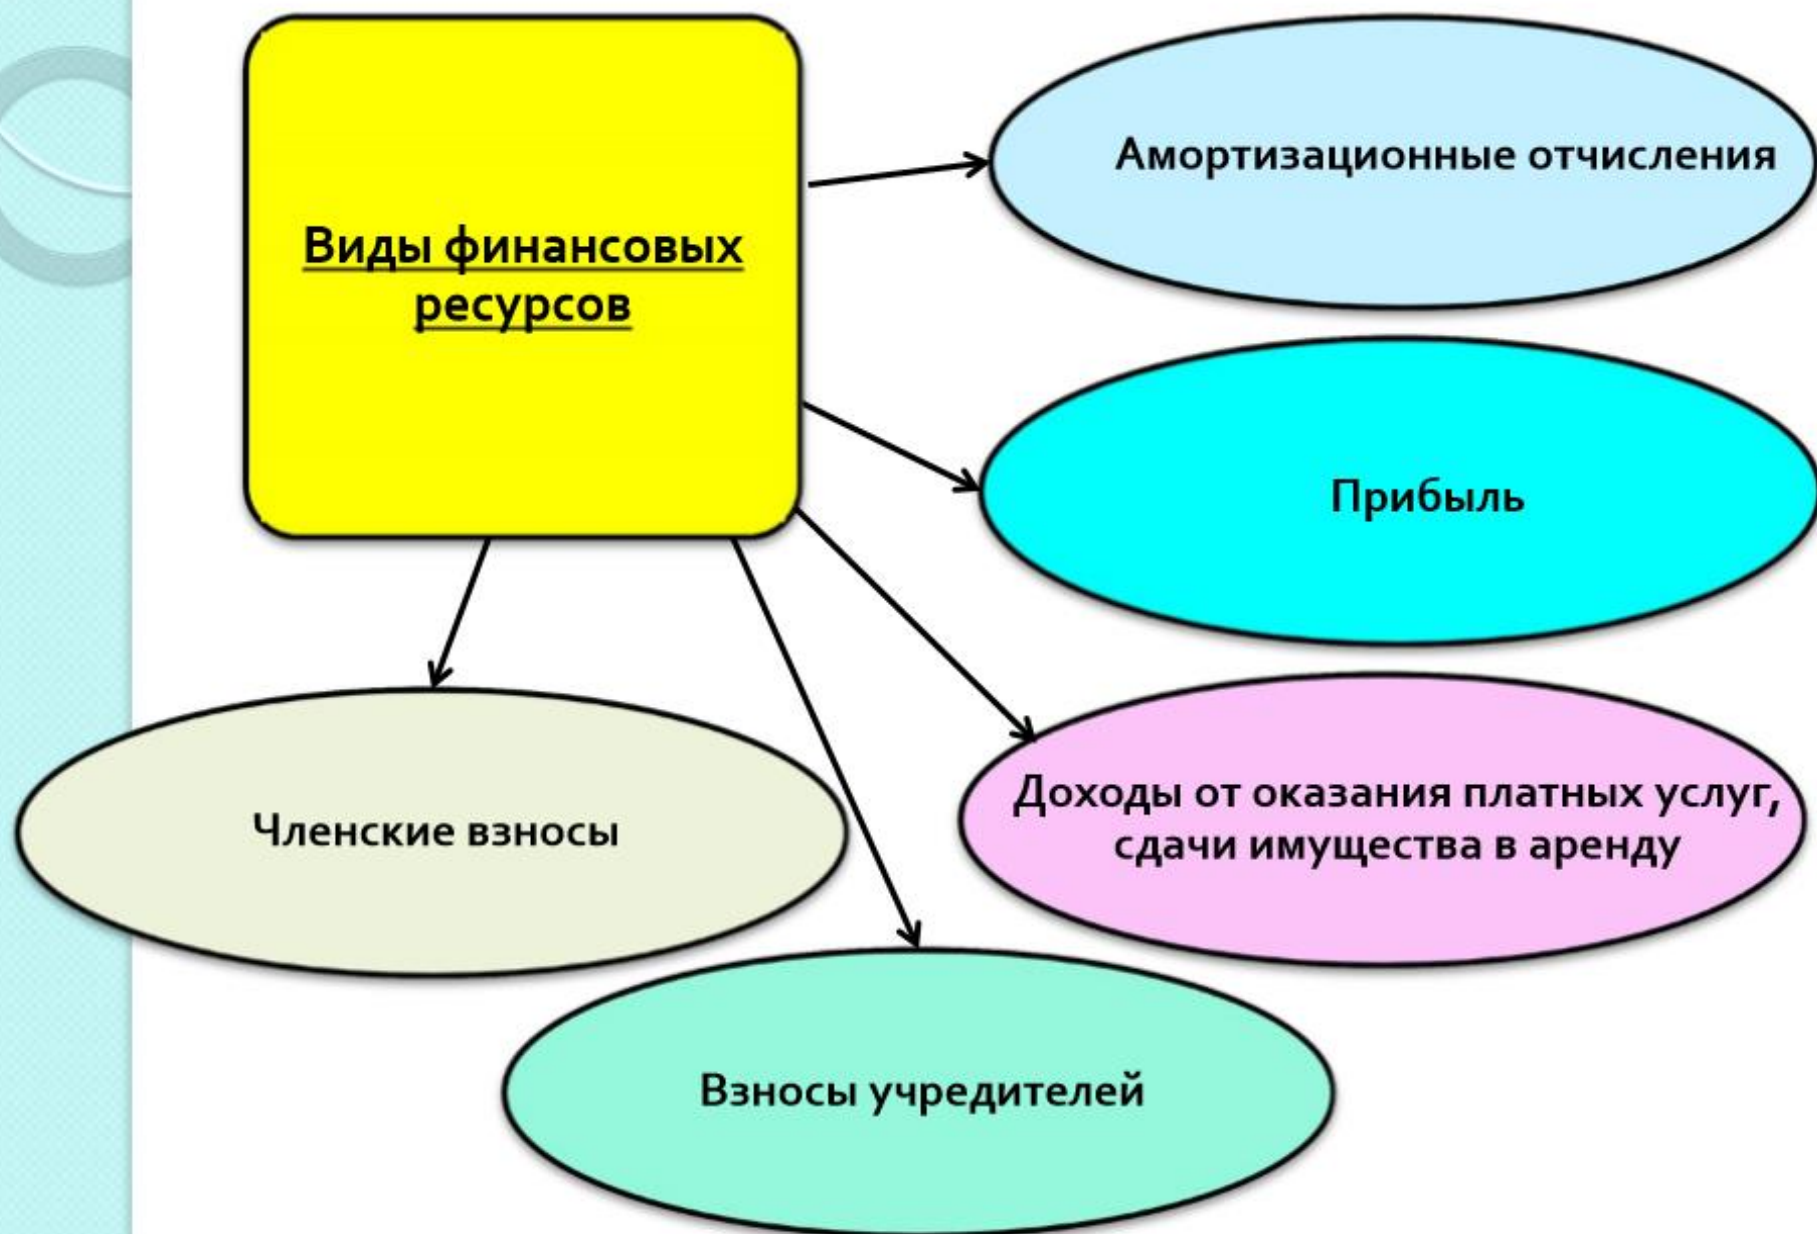 Виды финансовых
ресурсов
Амортизационные отчисления
Прибыль
Доходы от оказания платных услуг,
сдачи имущества в аренду
Членские взносы
Взносы учредителей